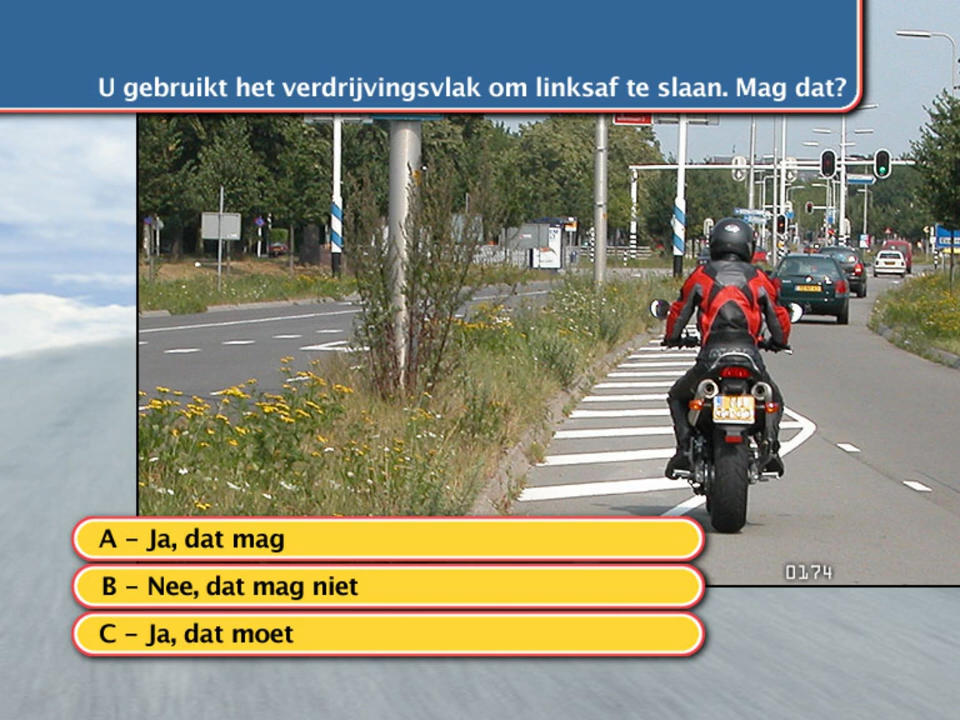 U gebruikt het verdrijvingsvlak om linksaf te slaan. Mag dat?
0174
A – Ja, dat mag
B – Nee, dat mag niet
C – Ja, dat moet